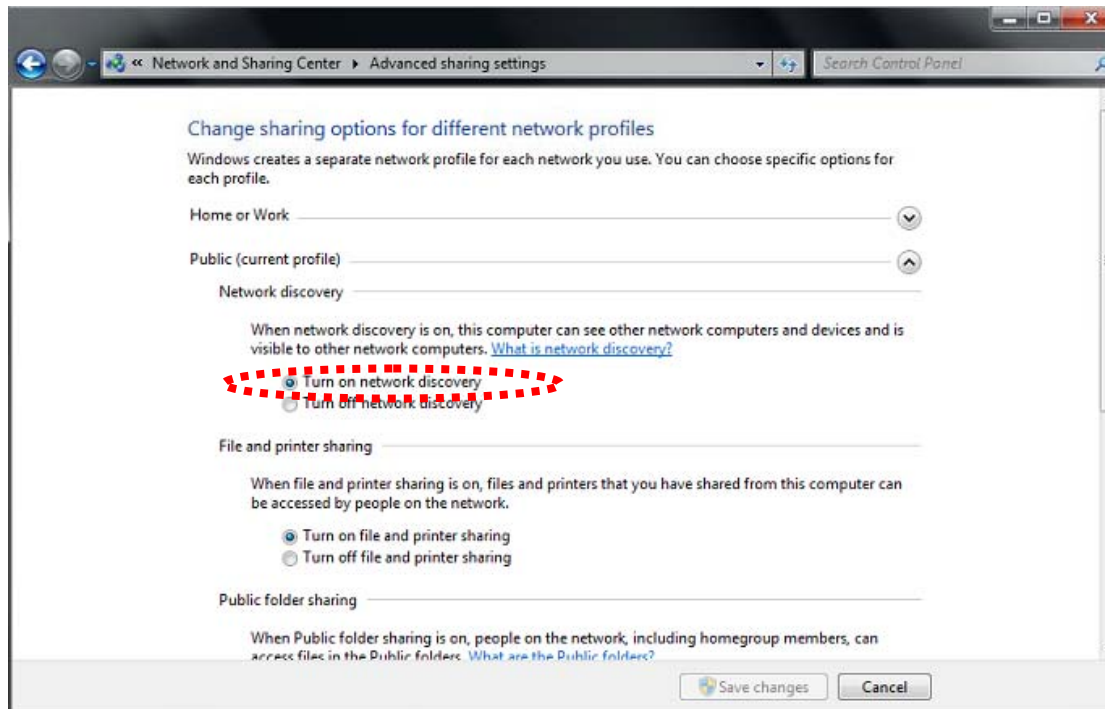 « Network and Sharing Center ▸ Advanced sharing settings
Search Control Panel
Change sharing options for different network profiles
Windows creates a separate network profile for each network you use. You can choose specific options for
each profile.
Home or Work
Public (current profile)
Network discovery
When network discovery is on, this computer can see other network computers and devices and is
visible to other network computers. What is network discovery?
Turn on network discovery
Turn off network discovery
File and printer sharing
When file and printer sharing is on, files and printers that you have shared from this computer can
be accessed by people on the network.
Turn on file and printer sharing
Turn off file and printer sharing
Public folder sharing
When Public folder sharing is on, people on the network, including homegroup members, can
access files in the Public folders. What are the Public folders?
Save changes
Cancel